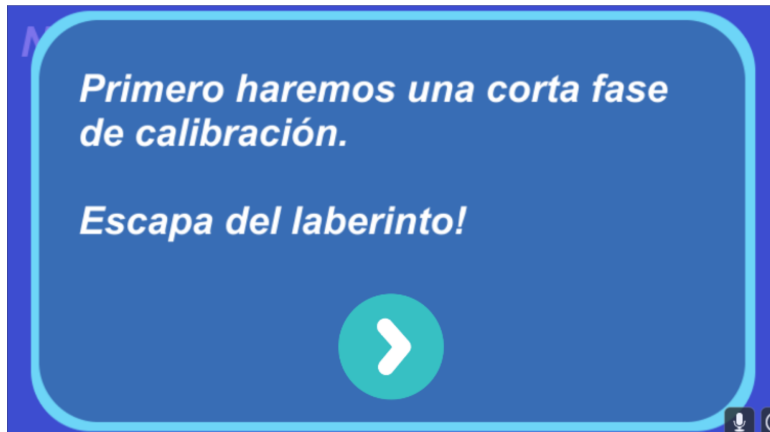 Primero haremos una corta fase
de calibración.
Escapa del laberinto!